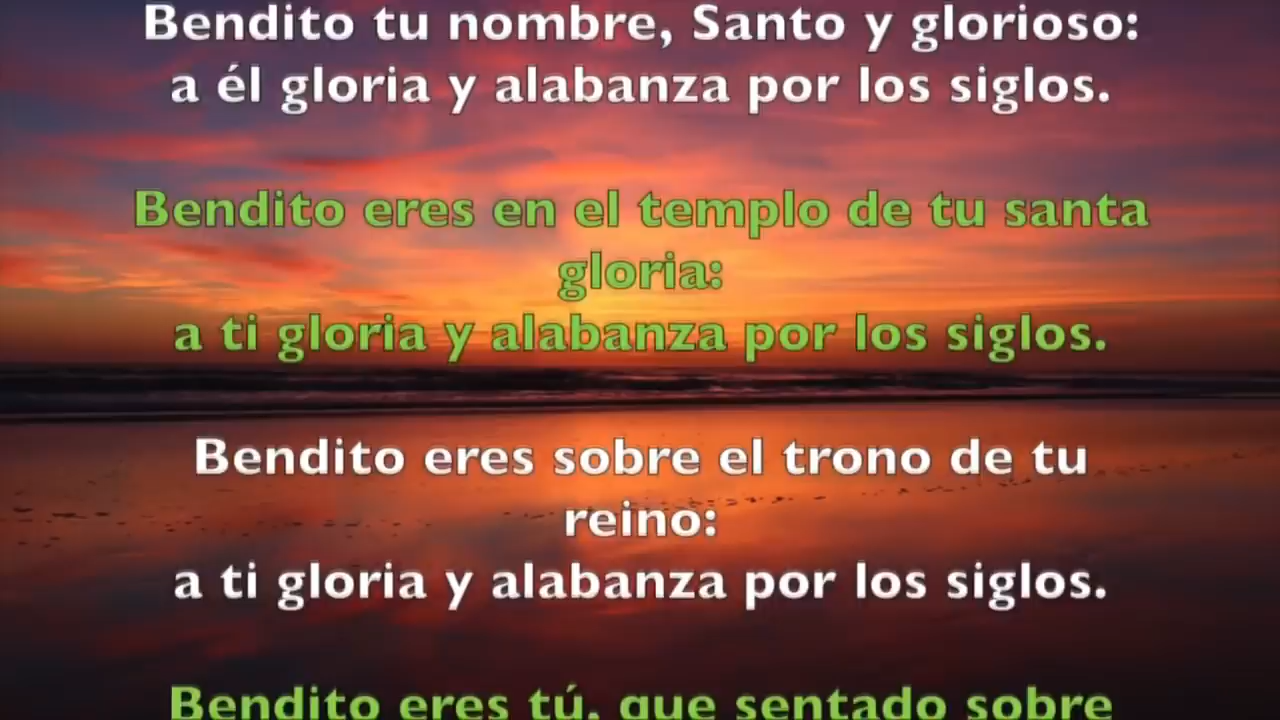 Bendito tu nombre, Santo y glorioso:
a él gloria y alabanza por los siglos.
Bendito eres en el templo de tu santa
gloria:
a ti gloria y alabanza por los siglos.
Bendito eres sobre el trono de tu
reino:
a ti gloria y alabanza por los siglos.
Bendito eres tú, que sentado sobre